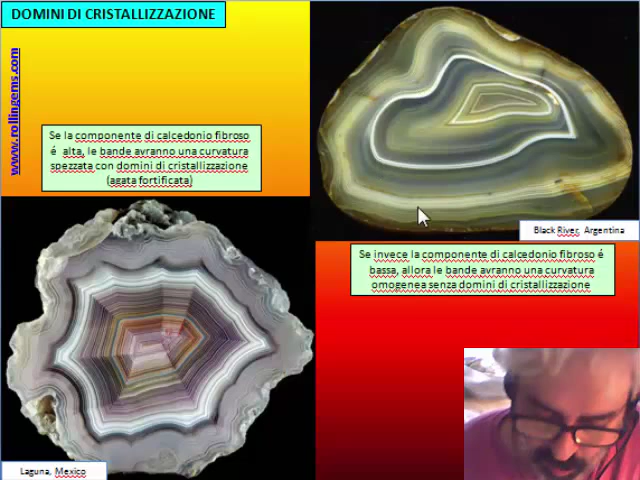 DOMINI DI CRISTALLIZZAZIONE
www.rollingems.com
Se la componente di calcedonio fibroso
é alta, le bande avranno una curvatura
spezzata con domini di cristallizzazione
(agata fortificata)
Black River, Argentina
Se invece la componente di calcedonio fibroso é
bassa, allora le bande avranno una curvatura
omogenea senza domini di cristallizzazione
Laguna, Mexico